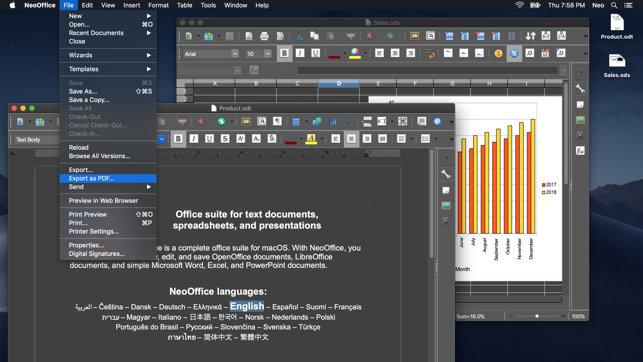 NeoOffice File Edit View Insert Format Table Tools Window Help Thu 7:58 PM Neo
New
Open... ⌘O
Recent Documents
Close
Wizards
Templates
Save ⌘S
Save As... ⇧⌘S
Save a Copy...
Save All
Check-Out
Cancel Check-Out...
Check-In...
Reload
Browse All Versions...
Export...
Export as PDF...
Send
Preview in Web Browser
Print Preview ⇧⌘O
Print... ⌘P
Printer Settings...
Properties...
Digital Signatures...
Sales.ods
Arial 10
A B C D E F G H I
June July August September October November December
Month
2017
2018
Sum=16.0% 100%
Product.odt
Sales.ods
Product.odt
Text Body
Office suite for text documents,
spreadsheets, and presentations
e is a complete office suite for macOS. With NeoOffice, you
, edit, and save OpenOffice documents, LibreOffice
documents, and simple Microsoft Word, Excel, and PowerPoint documents.
NeoOffice languages:
العربية – Čeština – Dansk – Deutsch – Ελληνικά – English – Español – Suomi – Français
עברית – Magyar – Italiano – 日本語 – 한국어 – Norsk – Nederlands – Polski
Português do Brasil – Русский – Slovenčina – Svenska – Türkçe
ภาษาไทย – 简体中文 – 繁體中文